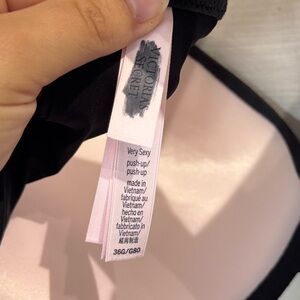 VICTORIA'S
SECRET
Very Sexy
push-up/
push-up
made in
Vietnam/
fabriqué au
Vietnam/
hecho en
Vietnam/
fabbricato in
Vietnam/
越南制造
36G/G80